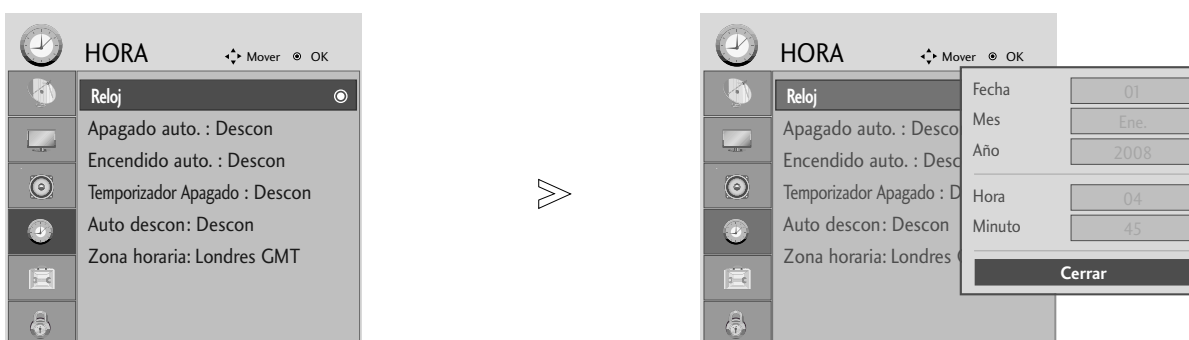 HORA Mover OK
Reloj
Apagado auto. : Descon
Encendido auto. : Descon
Temporizador Apagado : Descon
Auto descon: Descon
Zona horaria: Londres GMT
HORA Mover OK
Reloj
Apagado auto. : Desco
Encendido auto. : Desc
Temporizador Apagado : D
Auto descon: Descon
Zona horaria: Londres
Fecha 01
Mes Ene.
Año 2008
Hora 04
Minuto 45
Cerrar